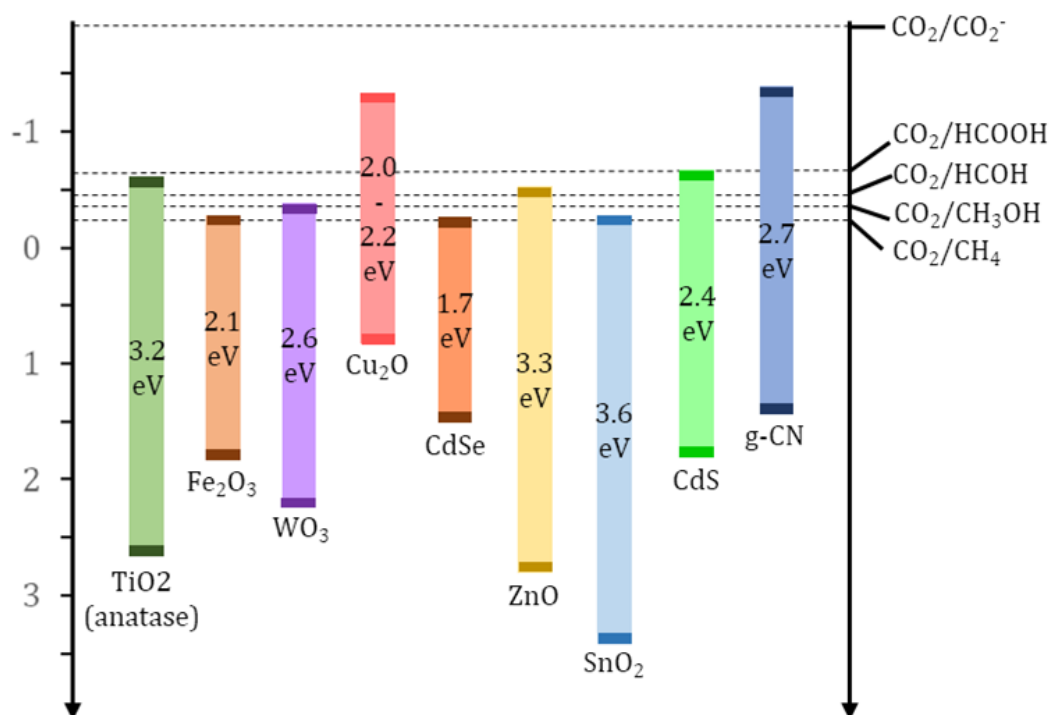 CO₂/CO₂⁻
-1
CO₂/HCOOH
2.0
-
2.2
eV
CO₂/HCOH
CO₂/CH₃OH
0
2.7
eV
CO₂/CH₄
2.4
eV
1.7
eV
2.1
eV
2.6
eV
3.2
eV
1
Cu₂O
3.3
eV
3.6
eV
CdSe
g-CN
2
Fe₂O₃
CdS
WO₃
TiO2
(anatase)
3
ZnO
SnO₂